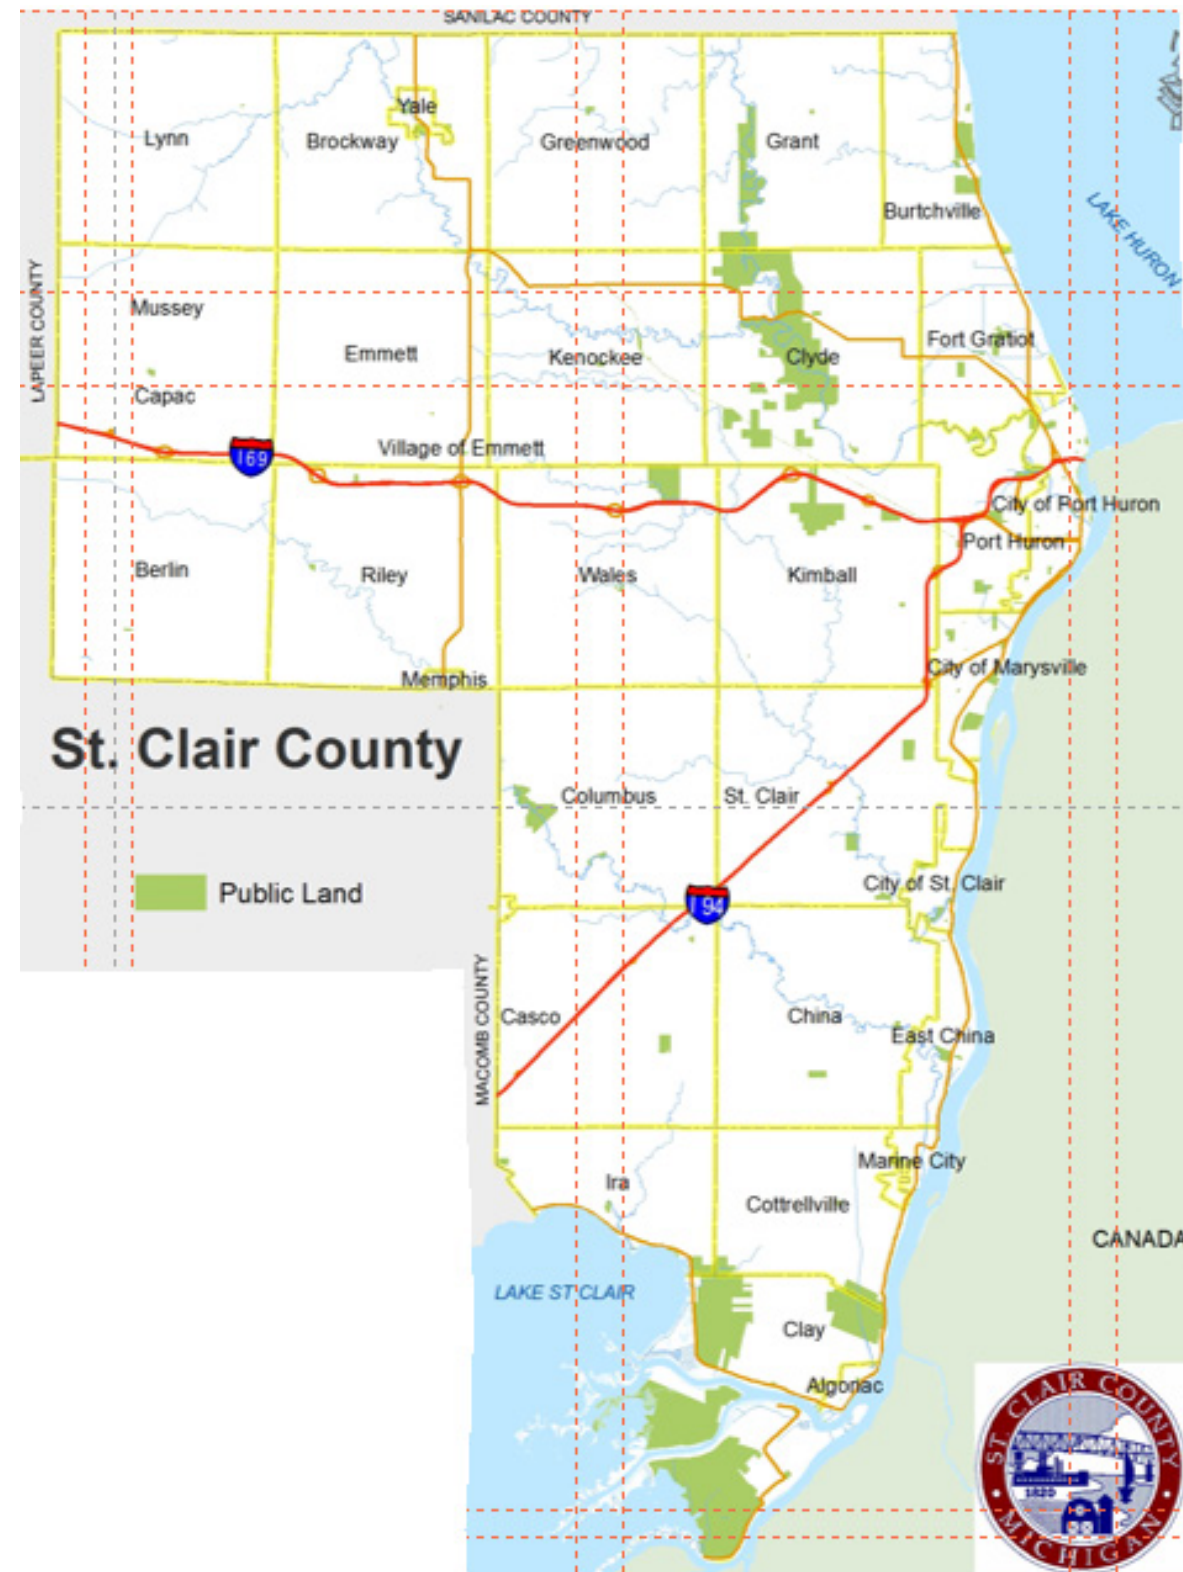 SANILAC COUNTY
Yale
Lynn
Brockway
Greenwood
Grant
Burtchville
LAKE HURON
LAPEER COUNTY
Mussey
Emmett
Kenockee
Clyde
Fort Gratiot
Capac
Village of Emmett
I 69
City of Port Huron
Port Huron
Berlin
Riley
Wales
Kimball
Memphis
City of Marysville
St. Clair County
Columbus
St. Clair
Public Land
City of St. Clair
I 94
MACOMB COUNTY
Casco
China
East China
Marine City
Ira
Cottrellville
CANADA
LAKE ST CLAIR
Clay
Algonac
ST. CLAIR COUNTY
1820
MICHIGAN